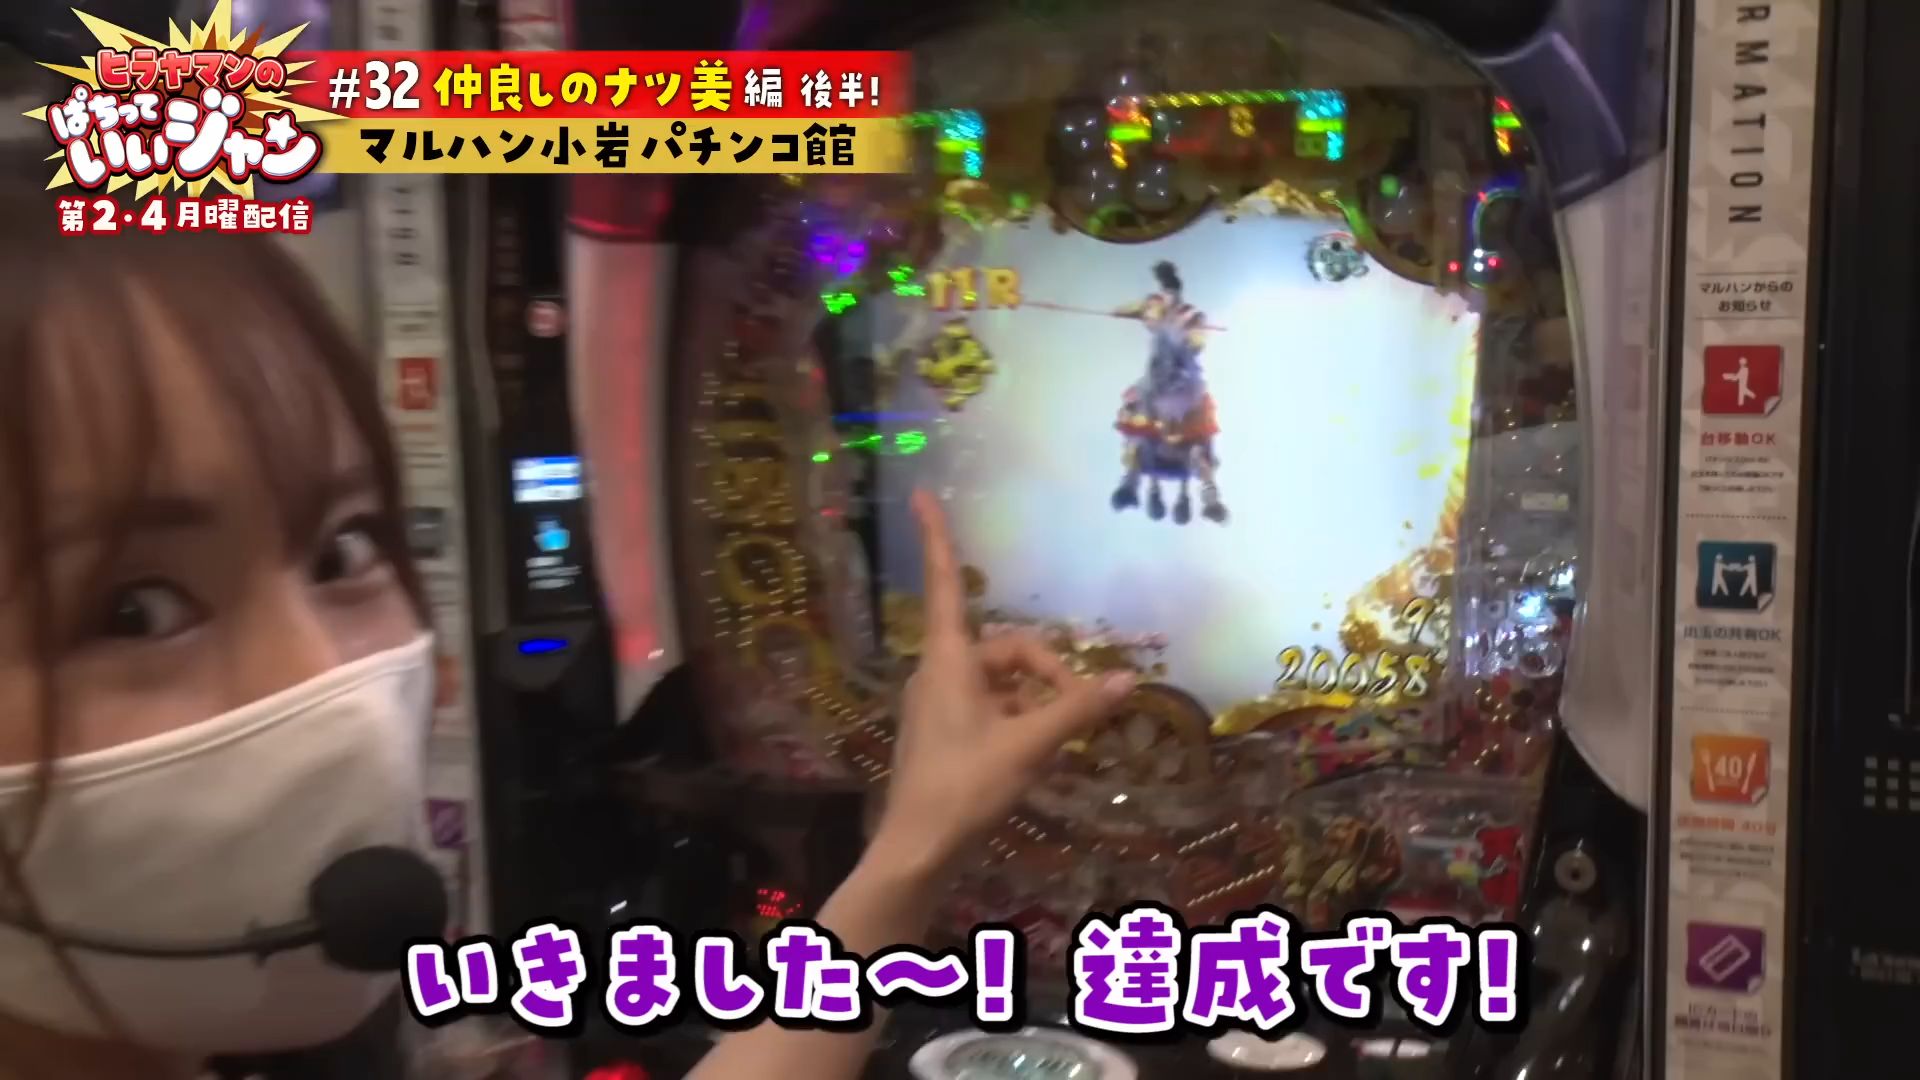 ヒラヤマンの
ぱちって
いいジャン
第2・4月曜配信
#32 仲良しのナツ美 編 後半!
マルハン小岩パチンコ館
RMATION
マルハンからの
お知らせ
台移動OK
出玉の共有OK
40
11R
9
20058
いきました〜! 達成です!